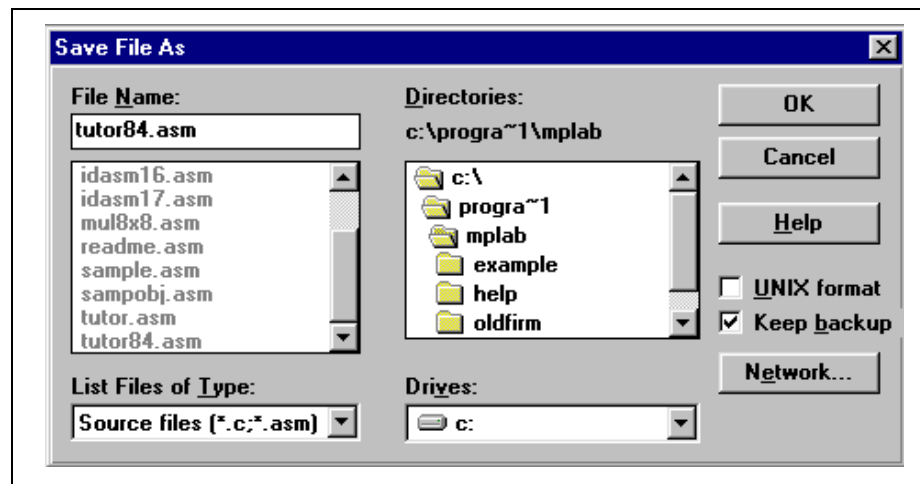 Save File As
File Name:
tutor84.asm
idasm16.asm
idasm17.asm
mul8x8.asm
readme.asm
sample.asm
sampobj.asm
tutor.asm
tutor84.asm
List Files of Type:
Source files (*.c;*.asm)
Directories:
c:\progra~1\mplab
c:\
progra~1
mplab
example
help
oldfirm
Drives:
c:
OK
Cancel
Help
UNIX format
Keep backup
Network...